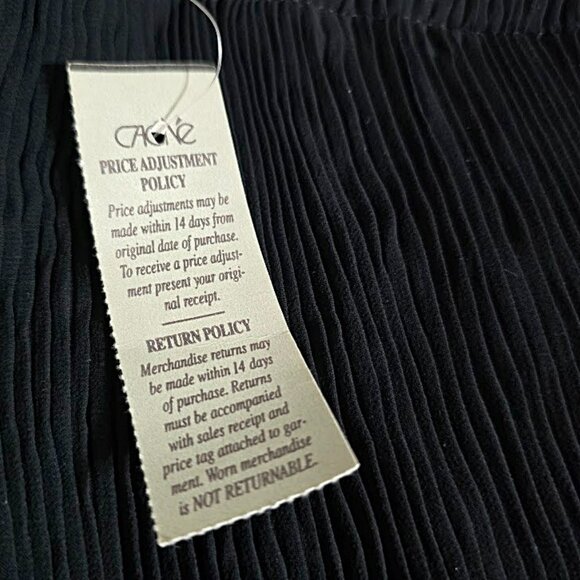 CACHÉ
PRICE ADJUSTMENT
POLICY
Price adjustments may be
made within 14 days from
original date of purchase.
To receive a price adjust-
ment present your origi-
nal receipt.
RETURN POLICY
Merchandise returns may
be made within 14 days
of purchase. Returns
must be accompanied
with sales receipt and
price tag attached to gar-
ment. Worn merchandise
is NOT RETURNABLE.